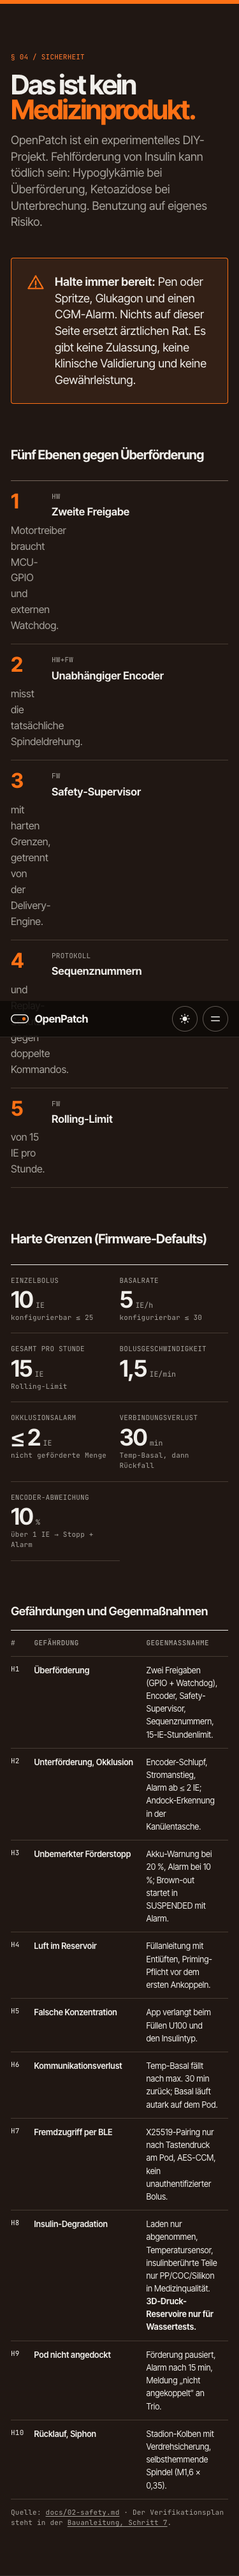 § 04 / SICHERHEIT
Das ist kein
Medizinprodukt.
OpenPatch ist ein experimentelles DIY-
Projekt. Fehlförderung von Insulin kann
tödlich sein: Hypoglykämie bei
Überförderung, Ketoazidose bei
Unterbrechung. Benutzung auf eigenes
Risiko.
Halte immer bereit: Pen oder
Spritze, Glukagon und einen
CGM-Alarm. Nichts auf dieser
Seite ersetzt ärztlichen Rat. Es
gibt keine Zulassung, keine
klinische Validierung und keine
Gewährleistung.
Fünf Ebenen gegen Überförderung
1
HW
Zweite Freigabe
Motortreiber
braucht
MCU-
GPIO
und
externen
Watchdog.
2
HW+FW
Unabhängiger Encoder
misst
die
tatsächliche
Spindeldrehung.
3
FW
Safety-Supervisor
mit
harten
Grenzen,
getrennt
von
der
Delivery-
Engine.
4
PROTOKOLL
Sequenznummern
und
OpenPatch
gegen
doppelte
Kommandos.
5
FW
Rolling-Limit
von 15
IE pro
Stunde.
Harte Grenzen (Firmware-Defaults)
EINZELBOLUS
10 IE
konfigurierbar ≤ 25
BASALRATE
5 IE/h
konfigurierbar ≤ 30
GESAMT PRO STUNDE
15 IE
Rolling-Limit
BOLUSGESCHWINDIGKEIT
1,5 IE/min
OKKLUSIONSALARM
≤ 2 IE
nicht geförderte Menge
VERBINDUNGSVERLUST
30 min
Temp-Basal, dann
Rückfall
ENCODER-ABWEICHUNG
10 %
über 1 IE → Stopp +
Alarm
Gefährdungen und Gegenmaßnahmen
# GEFÄHRDUNG GEGENMASSNAHME
H1 Überförderung Zwei Freigaben
(GPIO + Watchdog),
Encoder, Safety-
Supervisor,
Sequenznummern,
15-IE-Stundenlimit.
H2 Unterförderung, Okklusion Encoder-Schlupf,
Stromanstieg,
Alarm ab ≤ 2 IE;
Andock-Erkennung
in der
Kanülentasche.
H3 Unbemerkter Förderstopp Akku-Warnung bei
20 %, Alarm bei 10
%; Brown-out
startet in
SUSPENDED mit
Alarm.
H4 Luft im Reservoir Füllanleitung mit
Entlüften, Priming-
Pflicht vor dem
ersten Ankoppeln.
H5 Falsche Konzentration App verlangt beim
Füllen U100 und
den Insulintyp.
H6 Kommunikationsverlust Temp-Basal fällt
nach max. 30 min
zurück; Basal läuft
autark auf dem Pod.
H7 Fremdzugriff per BLE X25519-Pairing nur
nach Tastendruck
am Pod, AES-CCM,
kein
unauthentifizierter
Bolus.
H8 Insulin-Degradation Laden nur
abgenommen,
Temperatursensor,
insulinberührte Teile
nur PP/COC/Silikon
in Medizinqualität.
3D-Druck-
Reservoire nur für
Wassertests.
H9 Pod nicht angedockt Förderung pausiert,
Alarm nach 15 min,
Meldung „nicht
angekoppelt“ an
Trio.
H10 Rücklauf, Siphon Stadion-Kolben mit
Verdrehsicherung,
selbsthemmende
Spindel (M1,6 ×
0,35).
Quelle: docs/02-safety.md · Der Verifikationsplan
steht in der Bauanleitung, Schritt 7.